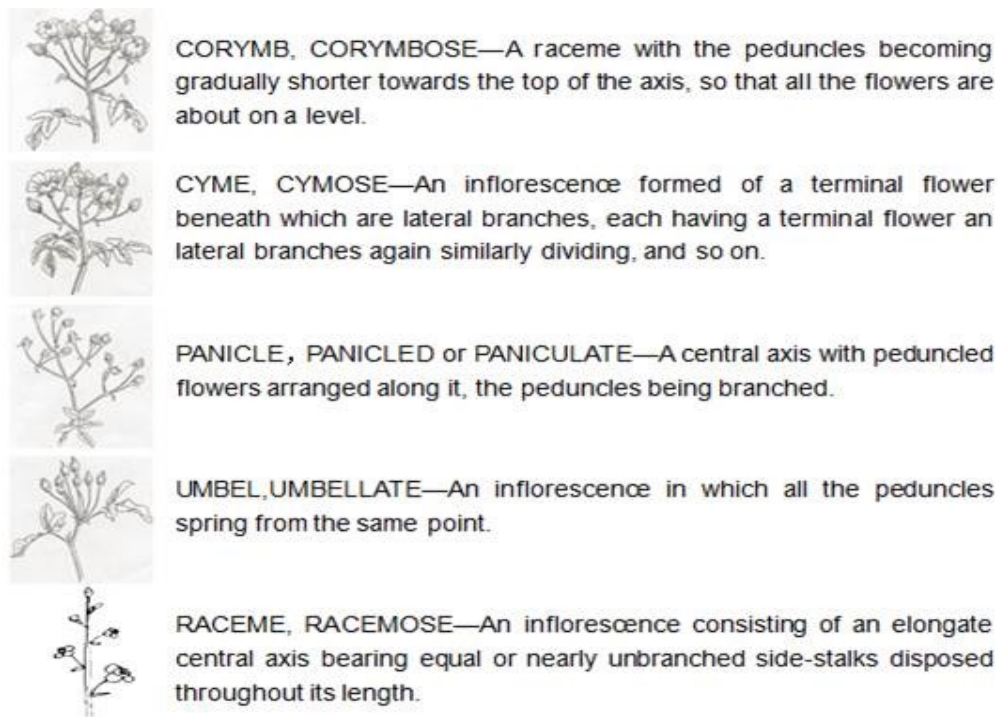 CORYMB, CORYMBOSE—A raceme with the peduncles becoming
gradually shorter towards the top of the axis, so that all the flowers are
about on a level.
CYME, CYMOSE—An inflorescence formed of a terminal flower
beneath which are lateral branches, each having a terminal flower an
lateral branches again similarly dividing, and so on.
PANICLE，PANICLED or PANICULATE—A central axis with peduncled
flowers arranged along it, the peduncles being branched.
UMBEL,UMBELLATE—An inflorescence in which all the peduncles
spring from the same point.
RACEME, RACEMOSE—An inflorescence consisting of an elongate
central axis bearing equal or nearly unbranched side-stalks disposed
throughout its length.